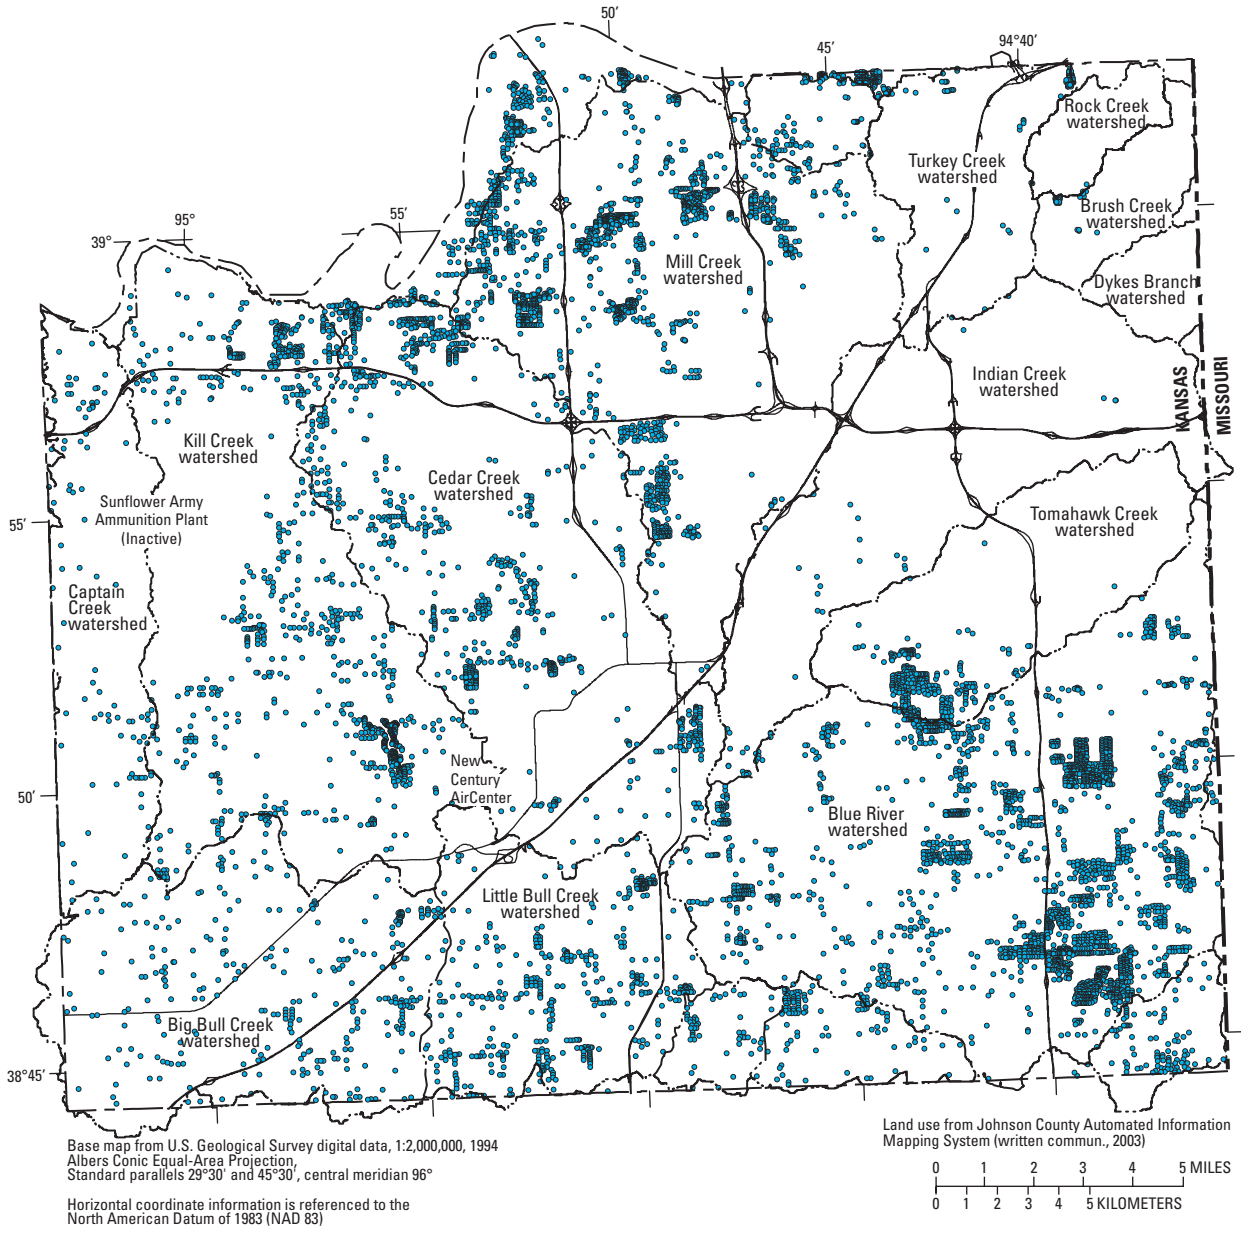 50′
94°40′
45′
Rock Creek
watershed
Turkey Creek
watershed
Brush Creek
watershed
95°
55′
39°
Mill Creek
watershed
Dykes Branch
watershed
Indian Creek
watershed
KANSAS
MISSOURI
Kill Creek
watershed
Cedar Creek
watershed
Sunflower Army
Ammunition Plant
(Inactive)
55′
Tomahawk Creek
watershed
Captain
Creek
watershed
New
Century
AirCenter
50′
Blue River
watershed
Little Bull Creek
watershed
Big Bull Creek
watershed
38°45′
Base map from U.S. Geological Survey digital data, 1:2,000,000, 1994
Albers Conic Equal-Area Projection,
Standard parallels 29°30' and 45°30', central meridian 96°
Horizontal coordinate information is referenced to the
North American Datum of 1983 (NAD 83)
Land use from Johnson County Automated Information
Mapping System (written commun., 2003)
0 1 2 3 4 5 MILES
0 1 2 3 4 5 KILOMETERS